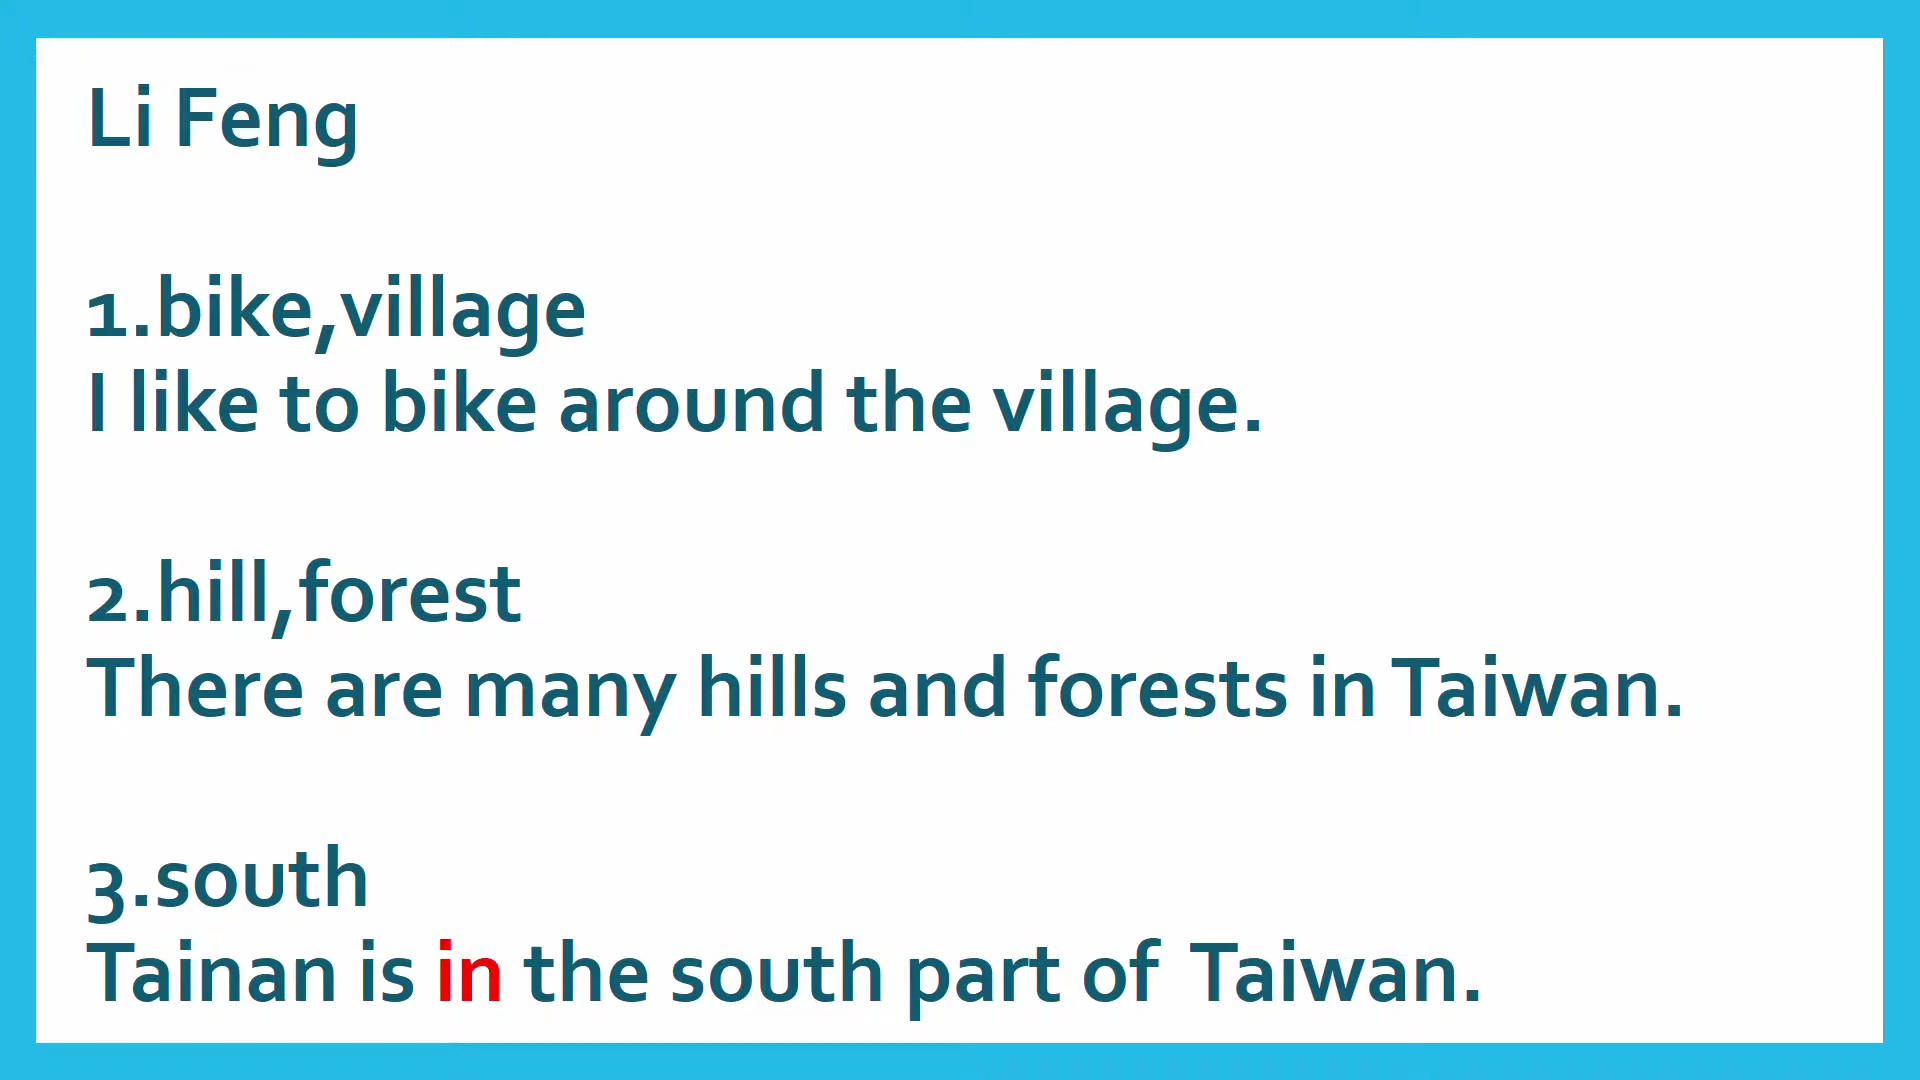 Li Feng
1.bike,village
I like to bike around the village.
2.hill,forest
There are many hills and forests in Taiwan.
3.south
Tainan is in the south part of Taiwan.